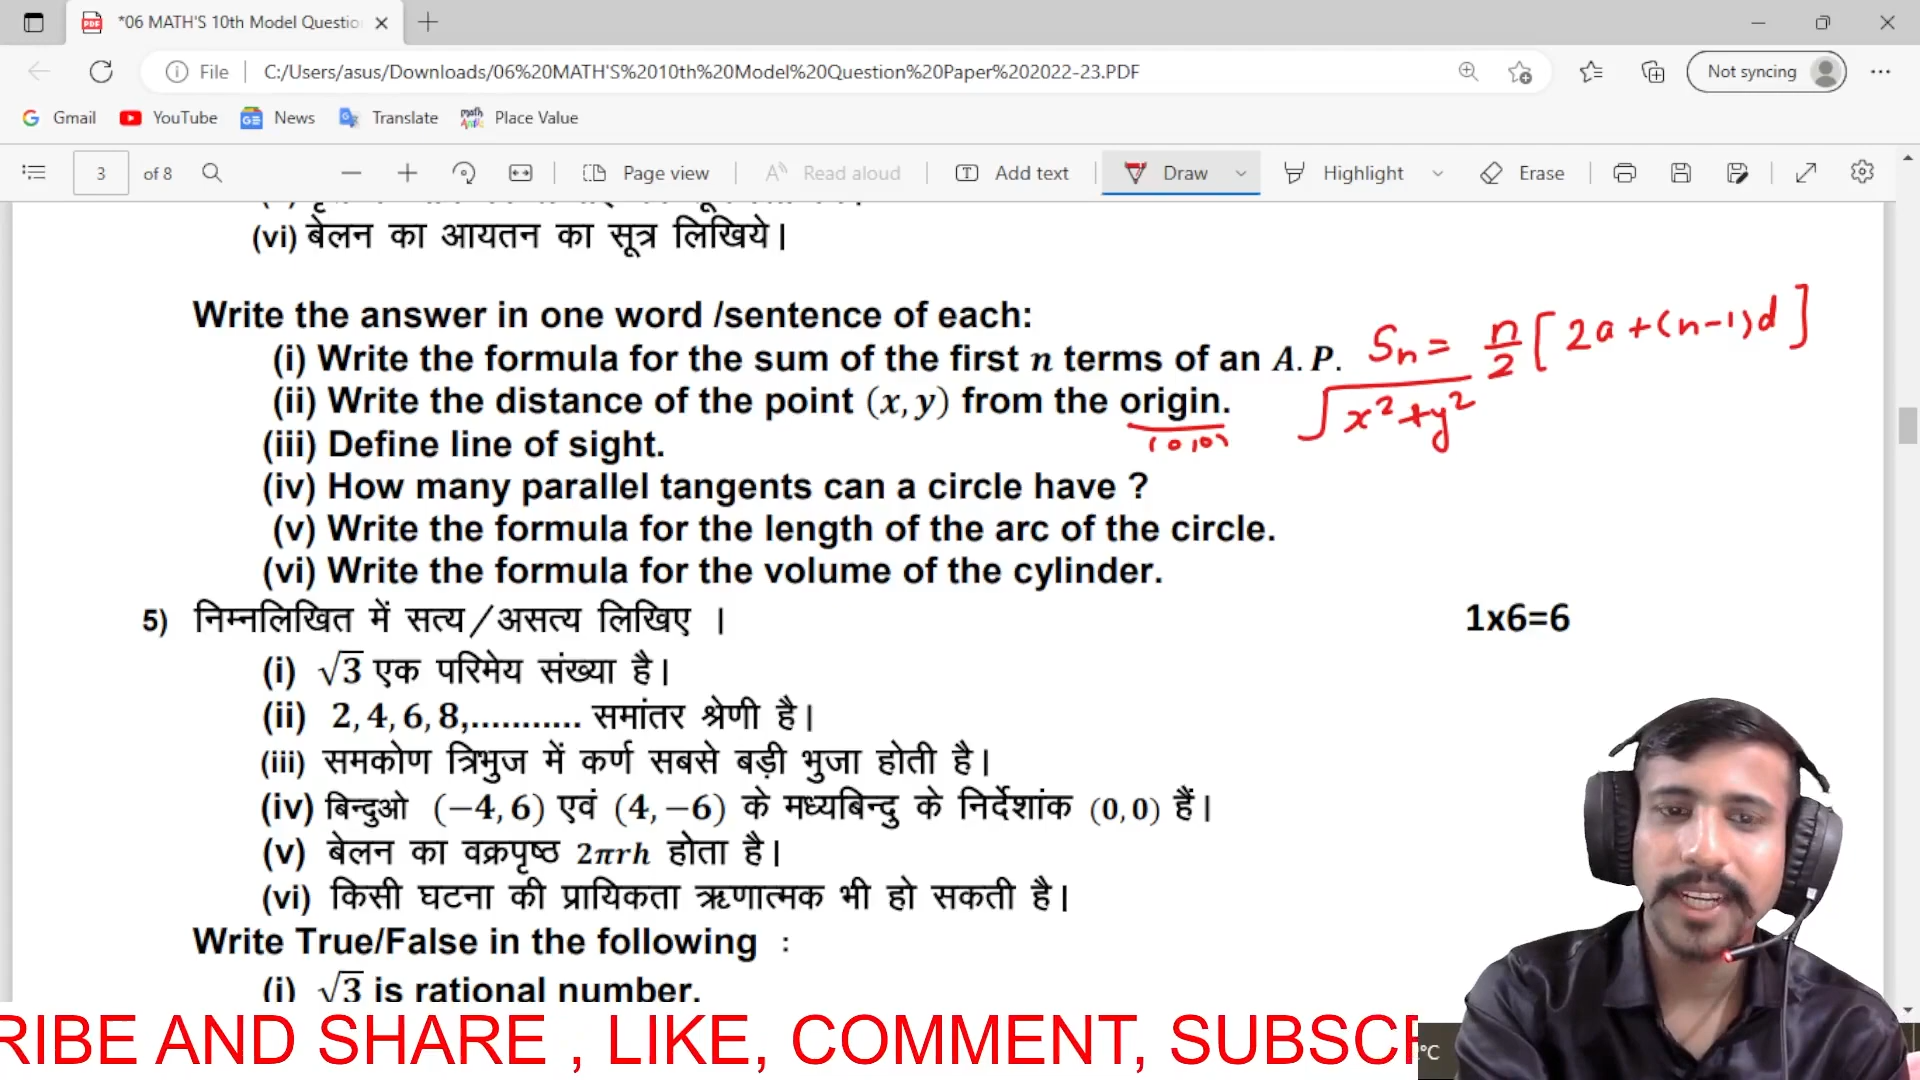 *06 MATH'S 10th Model Questio
File C:/Users/asus/Downloads/06%20MATH'S%2010th%20Model%20Question%20Paper%202022-23.PDF Not syncing
Gmail YouTube News Translate Place Value
3 of 8 Page view Read aloud Add text Draw Highlight Erase
(vi) बेलन का आयतन का सूत्र लिखिये।
Write the answer in one word /sentence of each:
(i) Write the formula for the sum of the first n terms of an A.P. Sn = n/2 [2a+(n-1)d]
(ii) Write the distance of the point (x, y) from the origin. √x²+y²
(0,0)
(iii) Define line of sight.
(iv) How many parallel tangents can a circle have ?
(v) Write the formula for the length of the arc of the circle.
(vi) Write the formula for the volume of the cylinder.
5) निम्नलिखित में सत्य/असत्य लिखिए । 1x6=6
(i) √3 एक परिमेय संख्या है।
(ii) 2, 4, 6, 8,........... समांतर श्रेणी है।
(iii) समकोण त्रिभुज में कर्ण सबसे बड़ी भुजा होती है।
(iv) बिन्दुओ (−4, 6) एवं (4, −6) के मध्यबिन्दु के निर्देशांक (0, 0) हैं।
(v) बेलन का वक्रपृष्ठ 2πrh होता है।
(vi) किसी घटना की प्रायिकता ऋणात्मक भी हो सकती है।
Write True/False in the following :
(i) √3 is rational number.
RIBE AND SHARE , LIKE, COMMENT, SUBSCR
°C